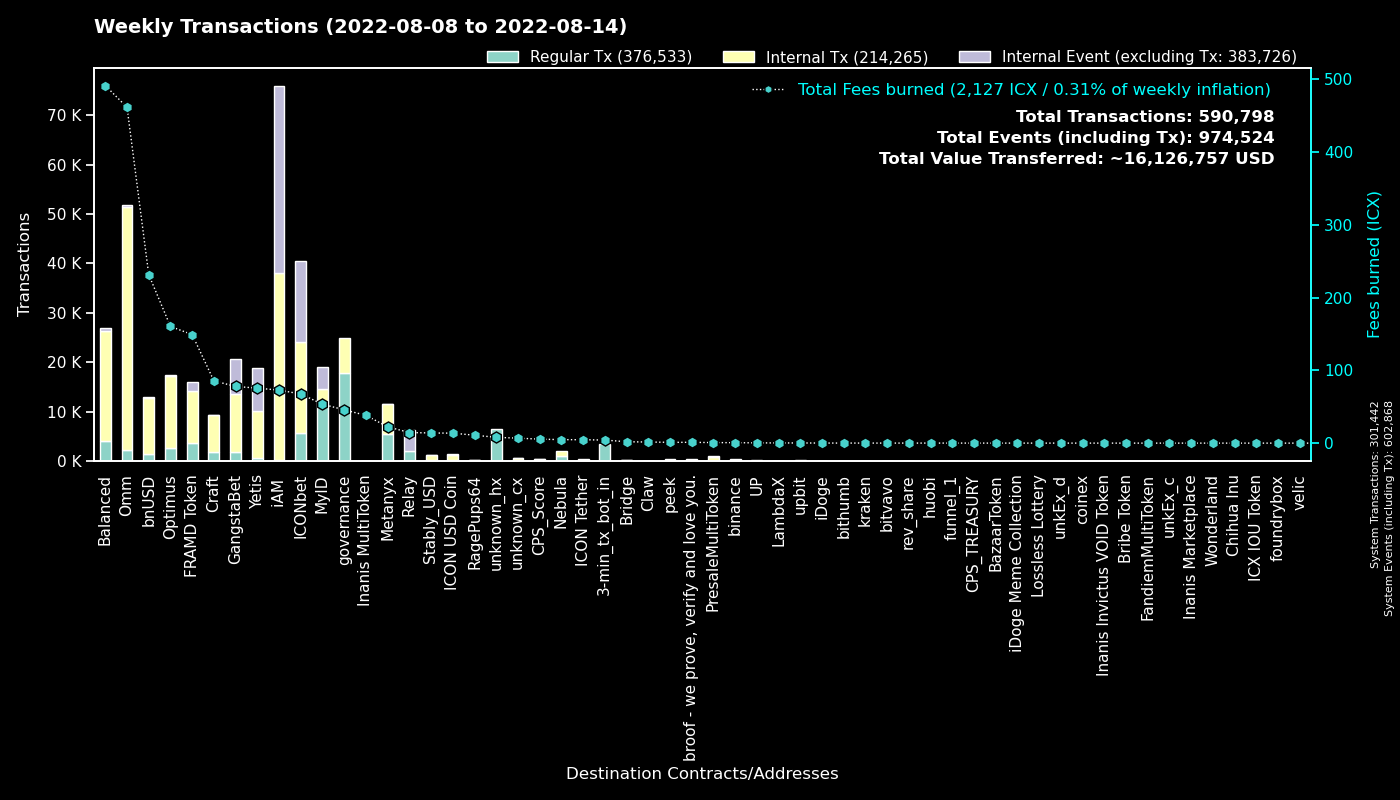 Weekly Transactions (2022-08-08 to 2022-08-14)
Regular Tx (376,533)
Internal Tx (214,265)
Internal Event (excluding Tx: 383,726)
Total Fees burned (2,127 ICX / 0.31% of weekly inflation)
Total Transactions: 590,798
Total Events (including Tx): 974,524
Total Value Transferred: ~16,126,757 USD
Transactions
70 K
60 K
50 K
40 K
30 K
20 K
10 K
0 K
500
400
300
200
100
0
Fees burned (ICX)
System Transactions: 301,442
System Events (including Tx): 602,868
Balanced
Omm
bnUSD
Optimus
FRAMD Token
Craft
GangstaBet
Yetis
iAM
ICONbet
MyID
governance
Inanis MultiToken
Metanyx
Relay
Stably_USD
ICON USD Coin
RagePups64
unknown_hx
unknown_cx
CPS_Score
Nebula
ICON Tether
3-min_tx_bot_in
Bridge
Claw
peek
broof - we prove, verify and love you.
PresaleMultiToken
binance
UP
LambdaX
upbit
iDoge
bithumb
kraken
bitvavo
rev_share
huobi
funnel_1
CPS_TREASURY
BazaarToken
iDoge Meme Collection
Lossless Lottery
unkEx_d
coinex
Inanis Invictus VOID Token
Bribe Token
FandemMultiToken
unkEx_c
Inanis Marketplace
Wonderland
Chihua Inu
ICX IOU Token
foundrybox
velic
Destination Contracts/Addresses